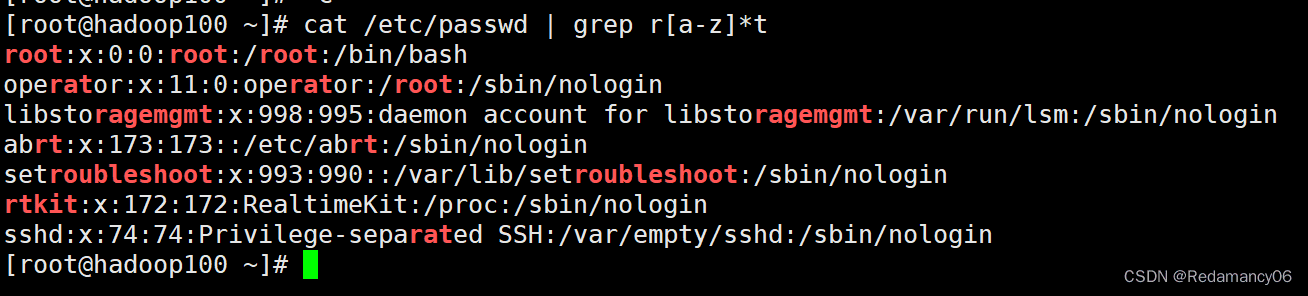 [root@hadoop100 ~]# cat /etc/passwd | grep r[a-z]*t
root:x:0:0:root:/root:/bin/bash
operator:x:11:0:operator:/root:/sbin/nologin
libstoragemgmt:x:998:995:daemon account for libstoragemgmt:/var/run/lsm:/sbin/nologin
abrt:x:173:173::/etc/abrt:/sbin/nologin
setroubleshoot:x:993:990::/var/lib/setroubleshoot:/sbin/nologin
rtkit:x:172:172:RealtimeKit:/proc:/sbin/nologin
sshd:x:74:74:Privilege-separated SSH:/var/empty/sshd:/sbin/nologin
[root@hadoop100 ~]#
CSDN @Redamancy06